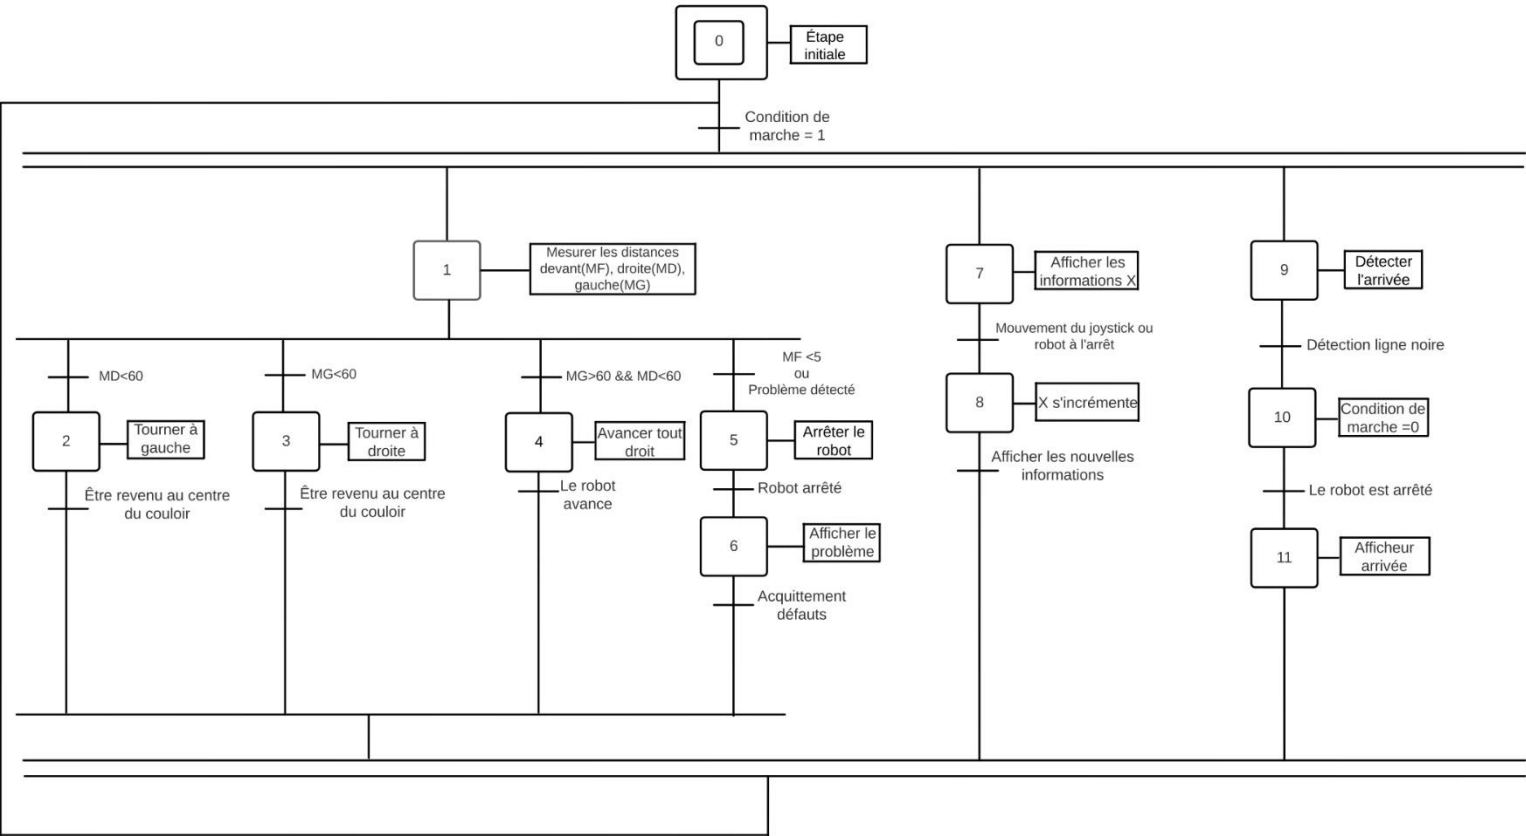 0
Étape
initiale
Condition de
marche = 1
1
Mesurer les distances
devant(MF), droite(MD),
gauche(MG)
7
Afficher les
informations X
9
Détecter
l'arrivée
MD<60
MG<60
MG>60 && MD<60
MF <5
ou
Problème détecté
Mouvement du joystick ou
robot à l'arrêt
Détection ligne noire
2
Tourner à
gauche
3
Tourner à
droite
4
Avancer tout
droit
5
Arrêter le
robot
8
X s'incrémente
10
Condition de
marche =0
Être revenu au centre
du couloir
Être revenu au centre
du couloir
Le robot
avance
Robot arrêté
Afficher les nouvelles
informations
Le robot est arrêté
6
Afficher le
problème
11
Afficheur
arrivée
Acquittement
défauts